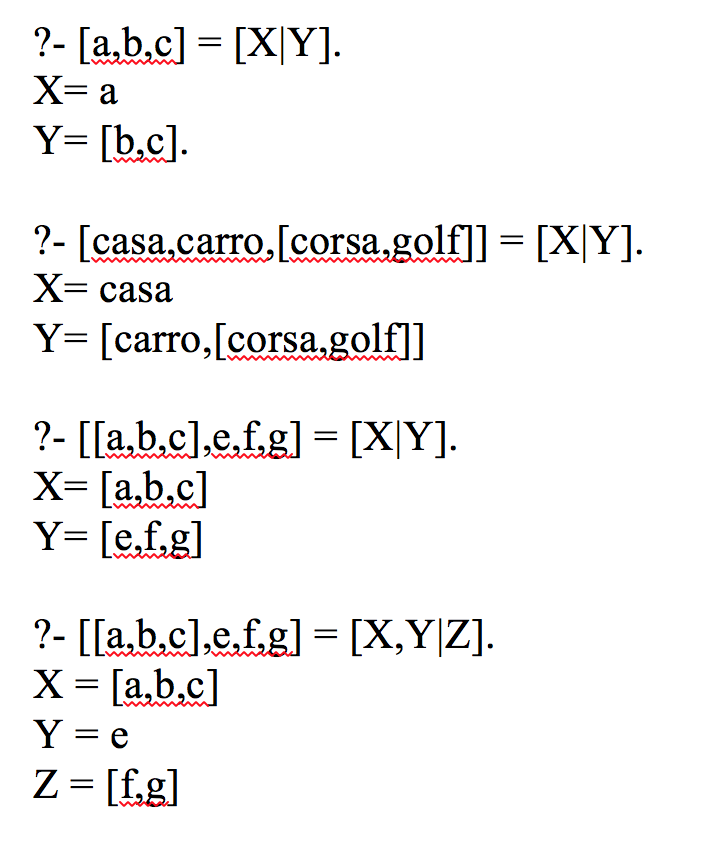 ?- [a,b,c] = [X|Y].
X= a
Y= [b,c].
?- [casa,carro,[corsa,golf]] = [X|Y].
X= casa
Y= [carro,[corsa,golf]]
?- [[a,b,c],e,f,g] = [X|Y].
X= [a,b,c]
Y= [e,f,g]
?- [[a,b,c],e,f,g] = [X,Y|Z].
X = [a,b,c]
Y = e
Z = [f,g]